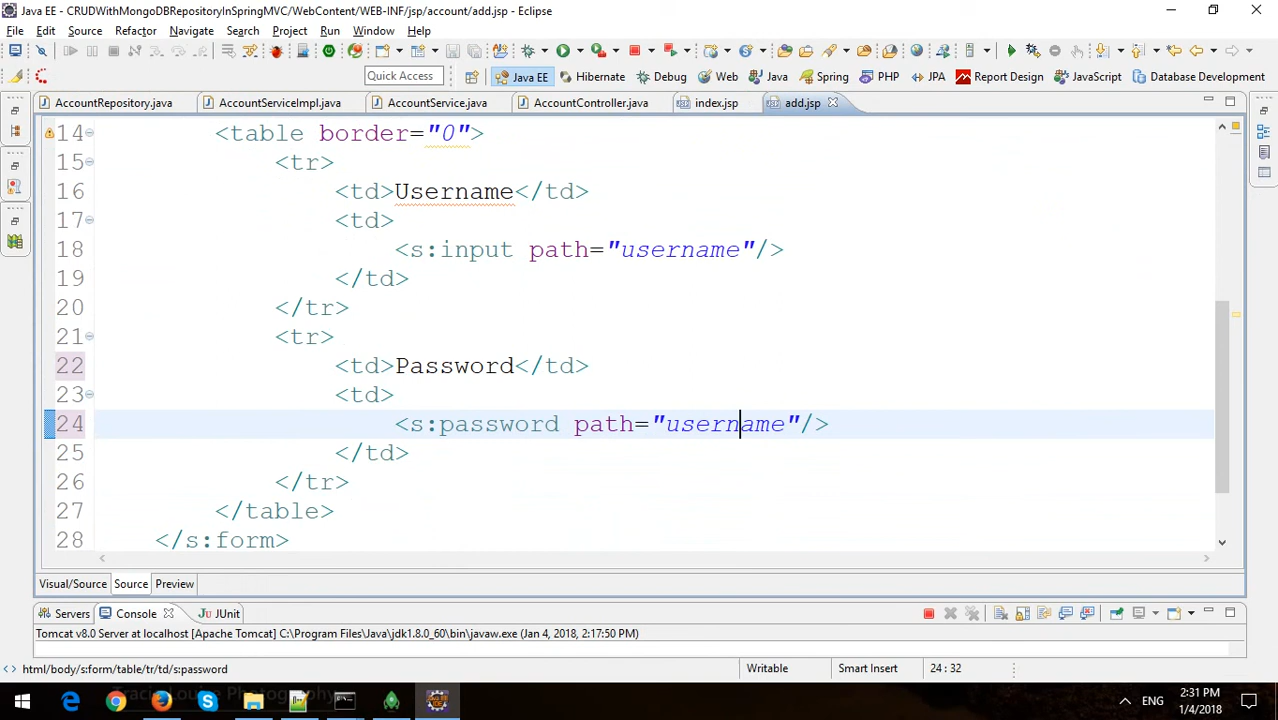 Java EE - CRUDWithMongoDBRepositoryInSpringMVC/WebContent/WEB-INF/jsp/account/add.jsp - Eclipse
File Edit Source Refactor Navigate Search Project Run Window Help
Quick Access Java EE Hibernate Debug Web Java Spring PHP JPA Report Design JavaScript Database Development
AccountRepository.java AccountServiceImpl.java AccountService.java AccountController.java index.jsp add.jsp
14 <table border="0">
15 <tr>
16 <td>Username</td>
17 <td>
18 <s:input path="username"/>
19 </td>
20 </tr>
21 <tr>
22 <td>Password</td>
23 <td>
24 <s:password path="username"/>
25 </td>
26 </tr>
27 </table>
28 </s:form>
Visual/Source Source Preview
Servers Console JUnit
Tomcat v8.0 Server at localhost [Apache Tomcat] C:\Program Files\Java\jdk1.8.0_60\bin\javaw.exe (Jan 4, 2018, 2:17:50 PM)
html/body/s:form/table/tr/td/s:password Writable Smart Insert 24 : 32
ENG 2:31 PM
1/4/2018